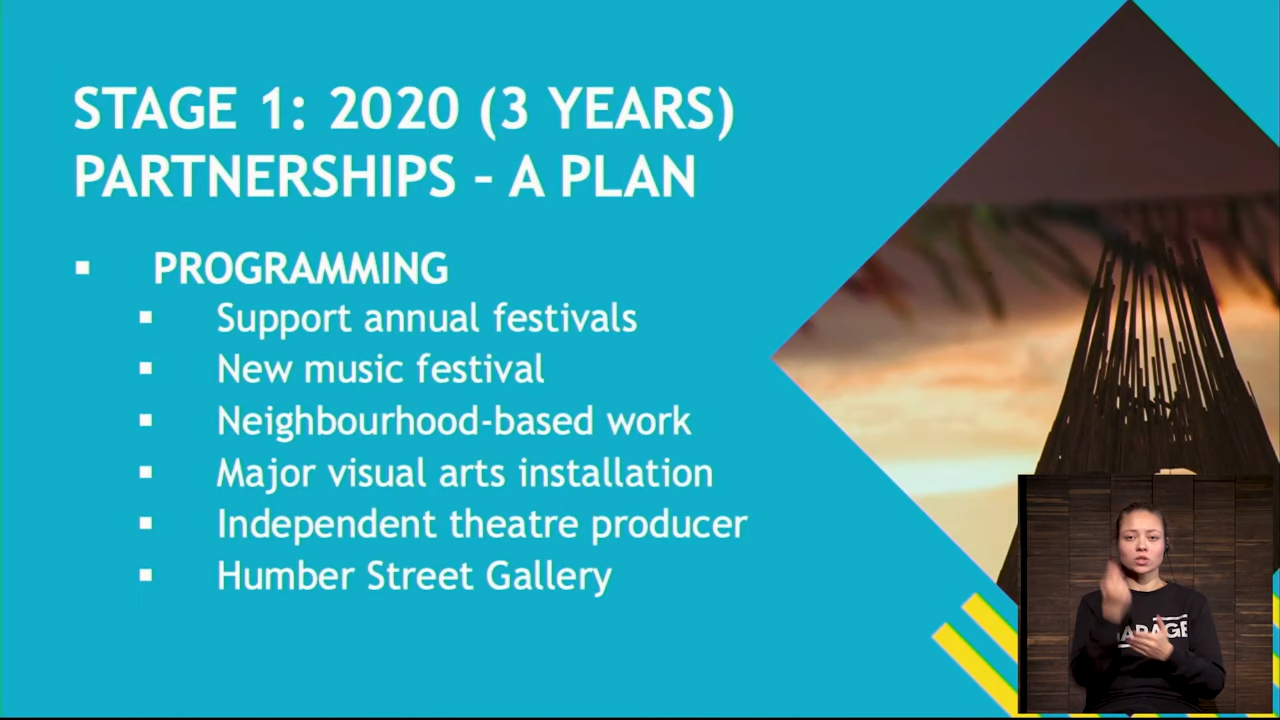 STAGE 1: 2020 (3 YEARS)
PARTNERSHIPS – A PLAN
▪ PROGRAMMING
▪ Support annual festivals
▪ New music festival
▪ Neighbourhood-based work
▪ Major visual arts installation
▪ Independent theatre producer
▪ Humber Street Gallery